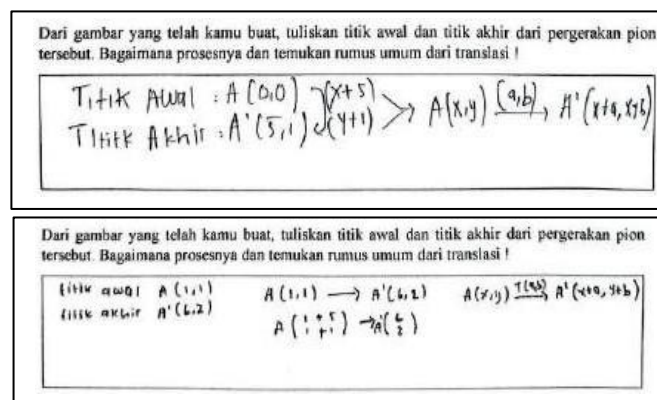 Dari gambar yang telah kamu buat, tuliskan titik awal dan titik akhir dari pergerakan pion
tersebut. Bagaimana prosesnya dan temukan rumus umum dari translasi !
Titik Awal : A(0,0) (x+5) A(x,y) (a,b) → A'(x+a, x+b)
Titik Akhir : A'(5,1) (y+1)
Dari gambar yang telah kamu buat, tuliskan titik awal dan titik akhir dari pergerakan pion
tersebut. Bagaimana prosesnya dan temukan rumus umum dari translasi !
titik awal A(1,1) A(1,1) → A'(6,2) A(x,y) T(a,b) → A'(x+a, y+b)
titik akhir A'(6,2) A(1+5 1+1) → A'(6 2)